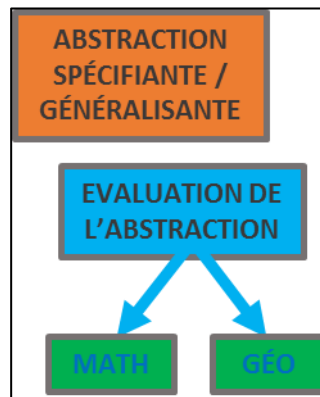 ABSTRACTION
SPÉCIFIANTE /
GÉNÉRALISANTE
EVALUATION DE
L'ABSTRACTION
MATH
GÉO